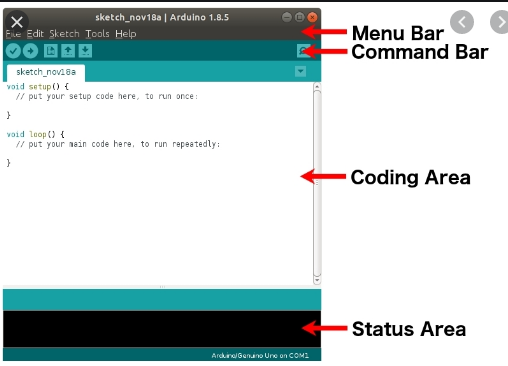 sketch_nov18a | Arduino 1.8.5
File Edit Sketch Tools Help
Menu Bar
Command Bar
sketch_nov18a
void setup() {
// put your setup code here, to run once:
}
void loop() {
// put your main code here, to run repeatedly:
}
Coding Area
Status Area
Arduino/Genuino Uno on COM1